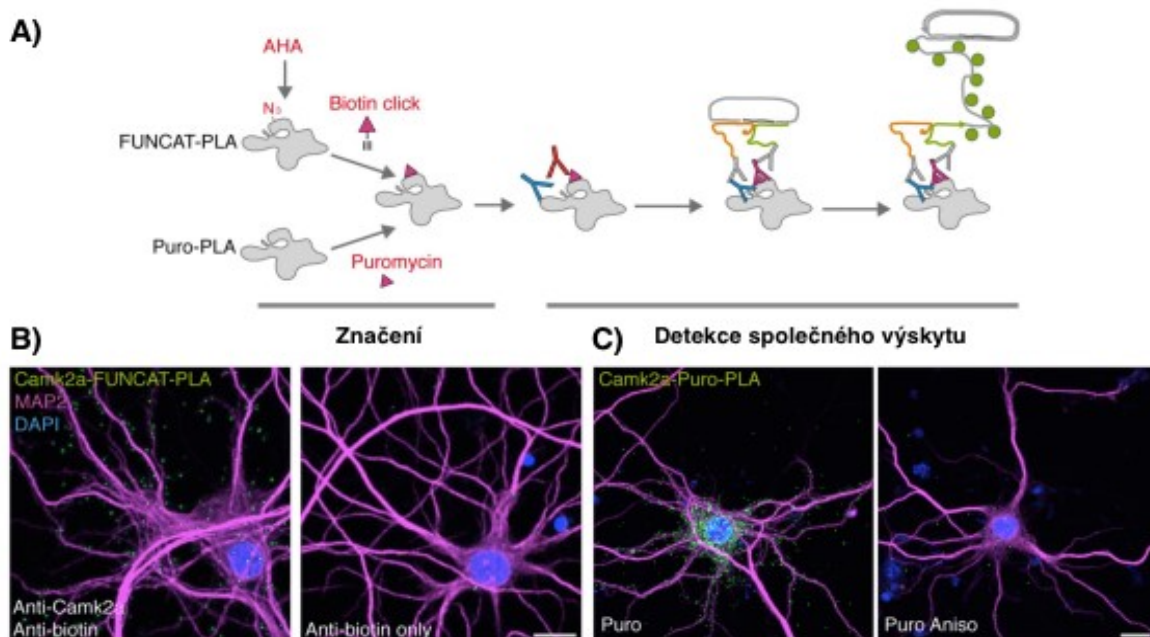 A)
AHA
N3
Biotin click
FUNCAT-PLA
Puro-PLA
Puromycin
Značení
Detekce společného výskytu
B)
Camk2a-FUNCAT-PLA
MAP2
DAPI
Anti-Camk2a
Anti-biotin
Anti-biotin only
C)
Camk2a-Puro-PLA
Puro
Puro Aniso